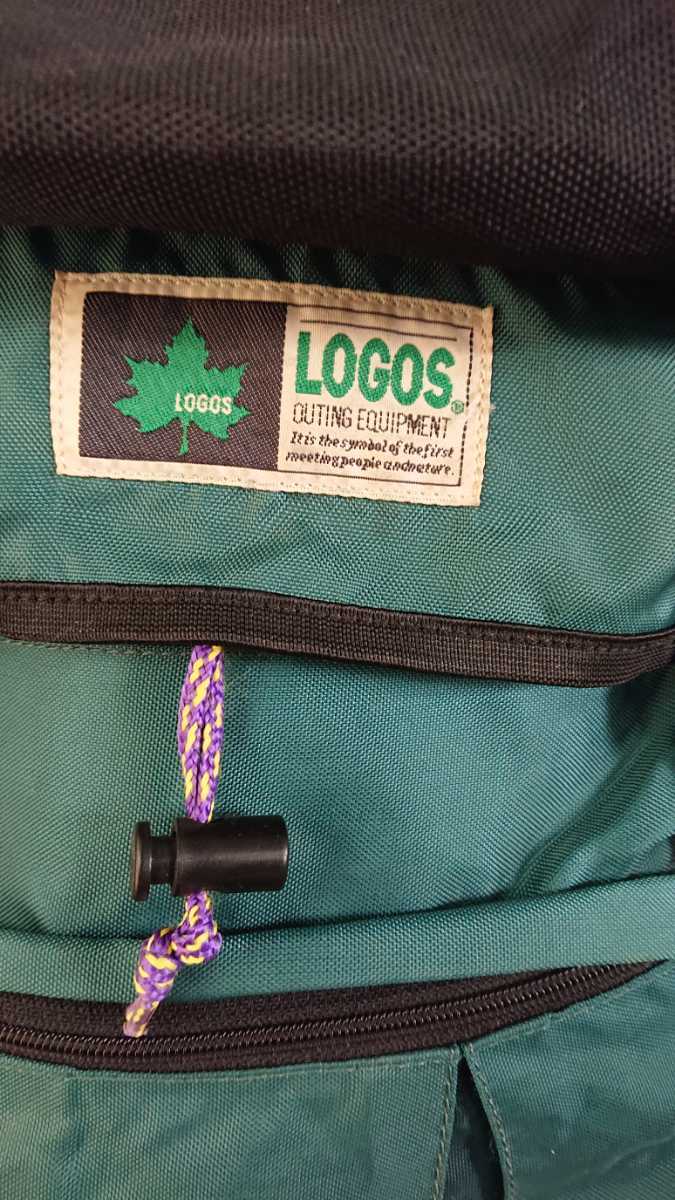 LOGOS
LOGOS®
OUTING EQUIPMENT
It is the symbol of the first
meeting people and nature.